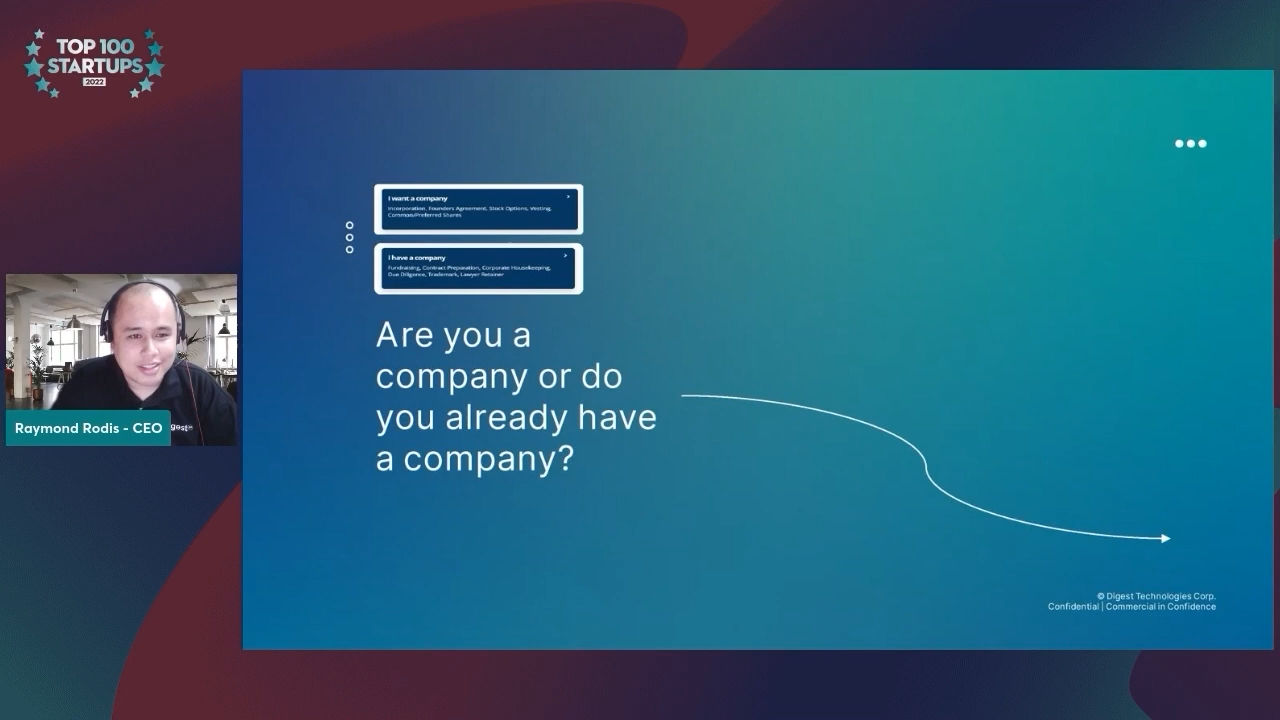 TOP 100
STARTUPS
2022
I want a company
Incorporation, Founders Agreement, Stock Options, Vesting,
Common/Preferred Shares
I have a company
Fundraising, Contract Preparation, Corporate Housekeeping,
Due Diligence, Trademark, Lawyer Retainer
Are you a
company or do
you already have
a company?
Raymond Rodis - CEO
© Digest Technologies Corp.
Confidential | Commercial in Confidence